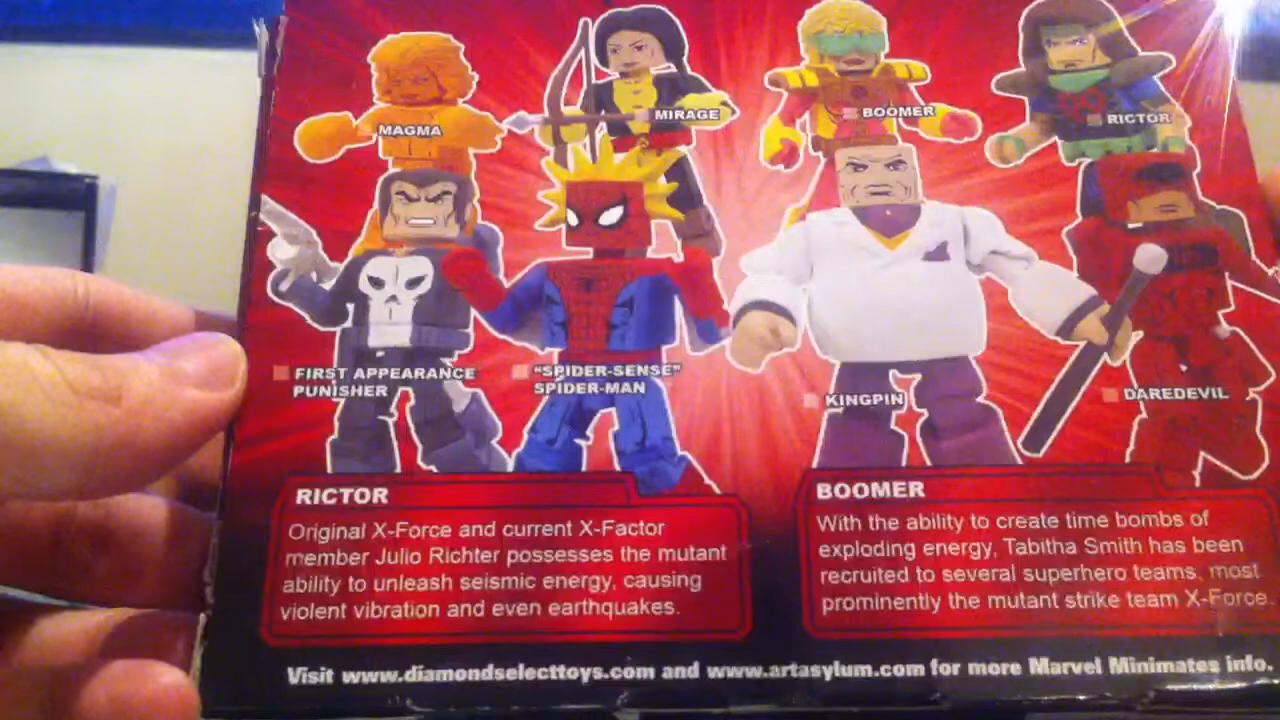 MAGMA
MIRAGE
BOOMER
RICTOR
FIRST APPEARANCE
PUNISHER
"SPIDER-SENSE"
SPIDER-MAN
KINGPIN
DAREDEVIL
RICTOR
Original X-Force and current X-Factor
member Julio Richter possesses the mutant
ability to unleash seismic energy, causing
violent vibration and even earthquakes.
BOOMER
With the ability to create time bombs of
exploding energy, Tabitha Smith has been
recruited to several superhero teams, most
prominently the mutant strike team X-Force.
Visit www.diamondselecttoys.com and www.artasylum.com for more Marvel Minimates info.